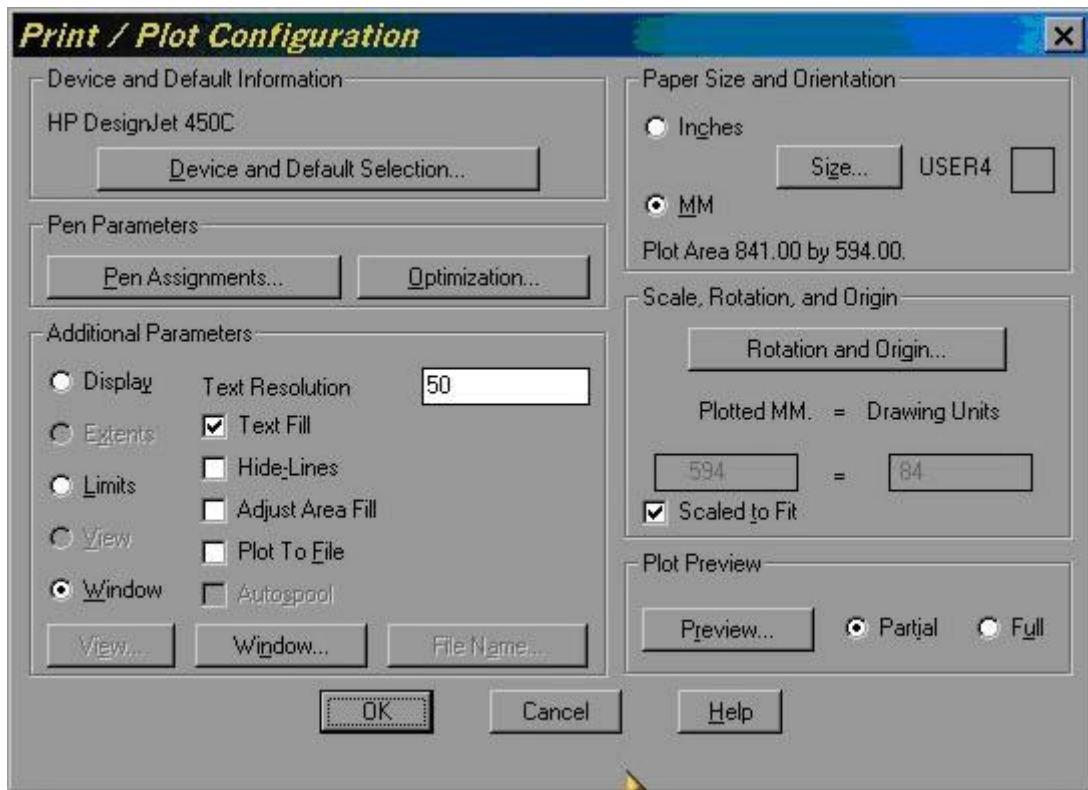 Print / Plot Configuration
Device and Default Information
HP DesignJet 450C
Device and Default Selection...
Pen Parameters
Pen Assignments...
Optimization...
Additional Parameters
Display
Text Resolution
50
Extents
Text Fill
Limits
Hide-Lines
Adjust Area Fill
View
Plot To File
Window
Autospool
View...
Window...
File Name...
Paper Size and Orientation
Inches
Size...
USER4
MM
Plot Area 841.00 by 594.00.
Scale, Rotation, and Origin
Rotation and Origin...
Plotted MM. = Drawing Units
594 = 84
Scaled to Fit
Plot Preview
Preview...
Partial
Full
OK
Cancel
Help